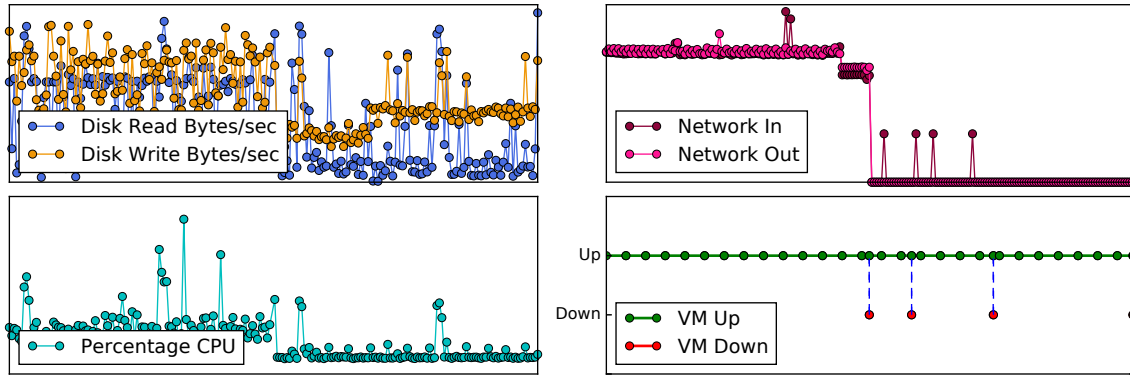 Disk Read Bytes/sec
Disk Write Bytes/sec
Network In
Network Out
Percentage CPU
Up
Down
VM Up
VM Down